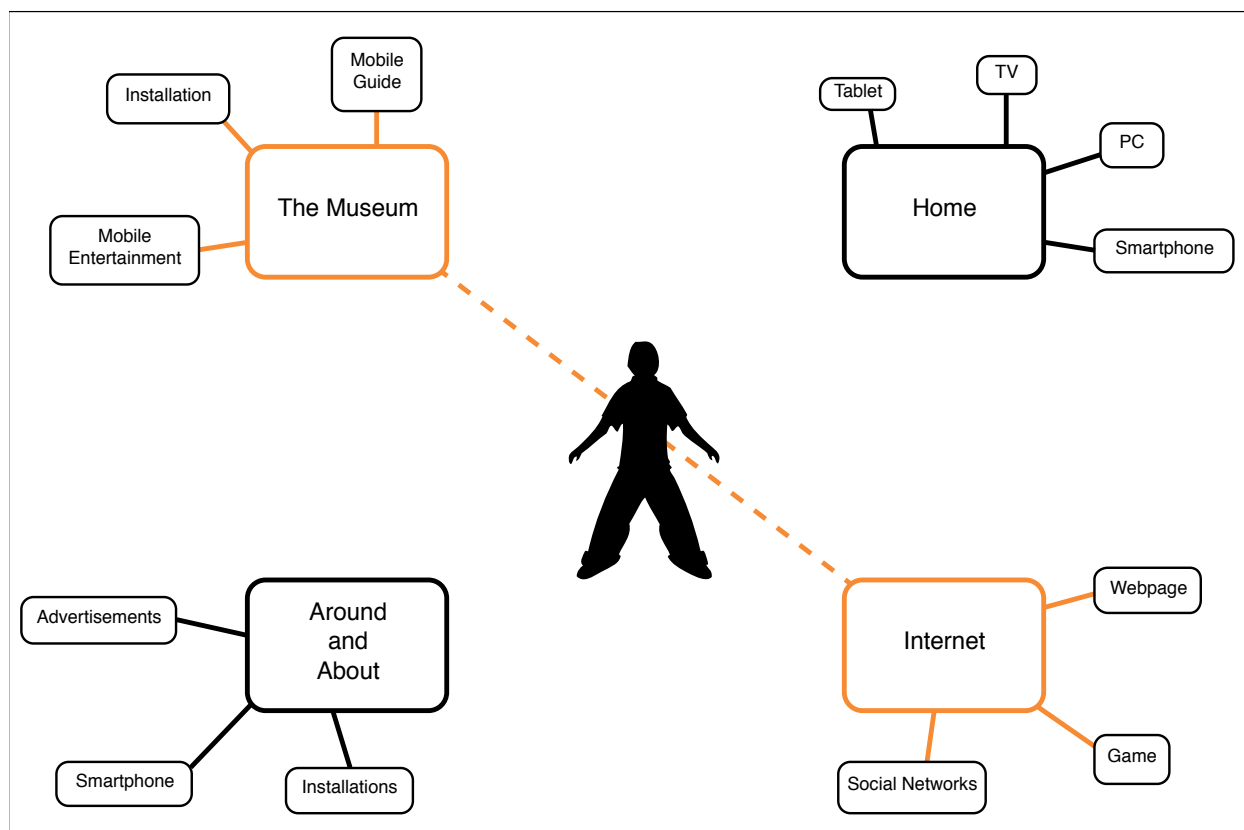 Mobile
Guide
Installation
The Museum
Mobile
Entertainment
TV
Tablet
PC
Home
Smartphone
Advertisements
Around
and
About
Smartphone
Installations
Webpage
Internet
Game
Social Networks